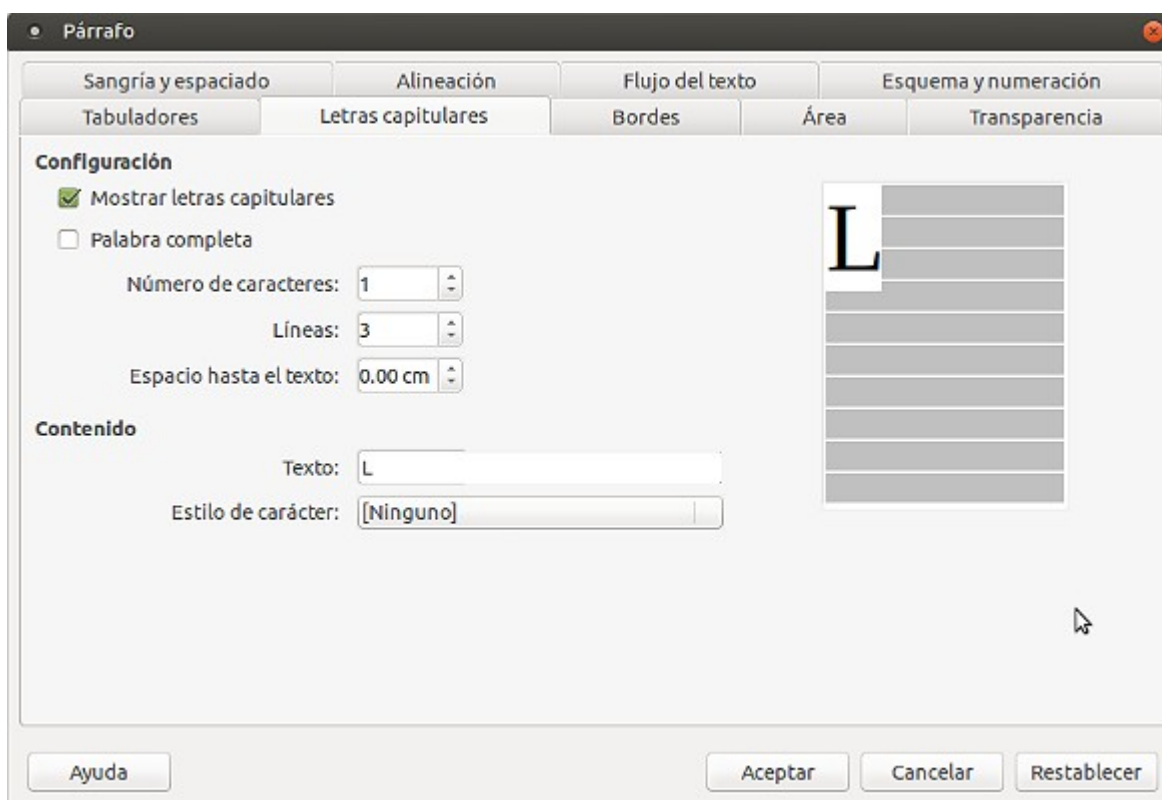 Párrafo
Sangría y espaciado Alineación Flujo del texto Esquema y numeración
Tabuladores Letras capitulares Bordes Área Transparencia
Configuración
Mostrar letras capitulares
Palabra completa
Número de caracteres: 1
Líneas: 3
Espacio hasta el texto: 0.00 cm
L
Contenido
Texto: L
Estilo de carácter: [Ninguno]
Ayuda Aceptar Cancelar Restablecer